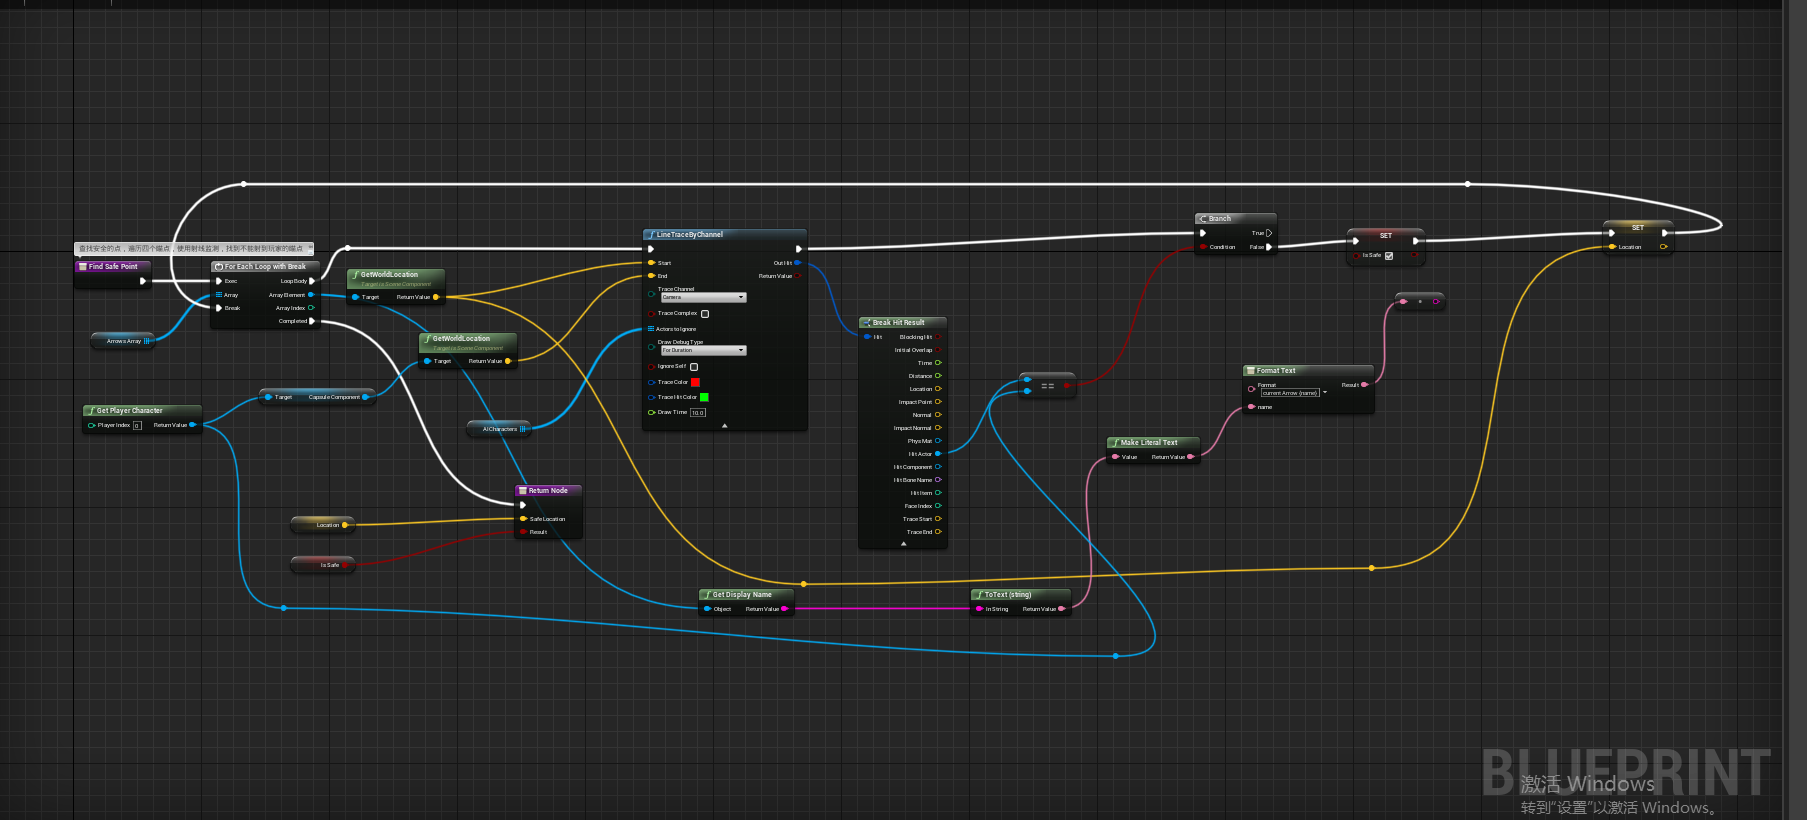 查找安全的点，遍历四个瞄点，使用射线监测，找到不能射到玩家的瞄点
Find Safe Point
For Each Loop with Break
Exec
Loop Body
Array
Array Element
Break
Array Index
Completed
Arrows Array
GetWorldLocation
Target is Scene Component
Target
Return Value
GetWorldLocation
Target is Scene Component
Target
Return Value
Target
Capsule Component
Get Player Character
Player Index
0
Return Value
AICharacters
Return Node
Safe Location
Result
Location
Is Safe
LineTraceByChannel
Start
Out Hit
End
Return Value
Trace Channel
Camera
Trace Complex
Actors to Ignore
Draw Debug Type
For Duration
Ignore Self
Trace Color
Trace Hit Color
Draw Time
10.0
Break Hit Result
Hit
Blocking Hit
Initial Overlap
Time
Distance
Location
Impact Point
Normal
Impact Normal
Phys Mat
Hit Actor
Hit Component
Hit Bone Name
Hit Item
Face Index
Trace Start
Trace End
==
Branch
True
Condition
False
SET
Is Safe
SET
Location
Format Text
Format
Result
current Arrow {name}
name
Make Literal Text
Value
Return Value
Get Display Name
Object
Return Value
ToText (string)
In String
Return Value
BLUEPRINT
激活 Windows
转到"设置"以激活 Windows。